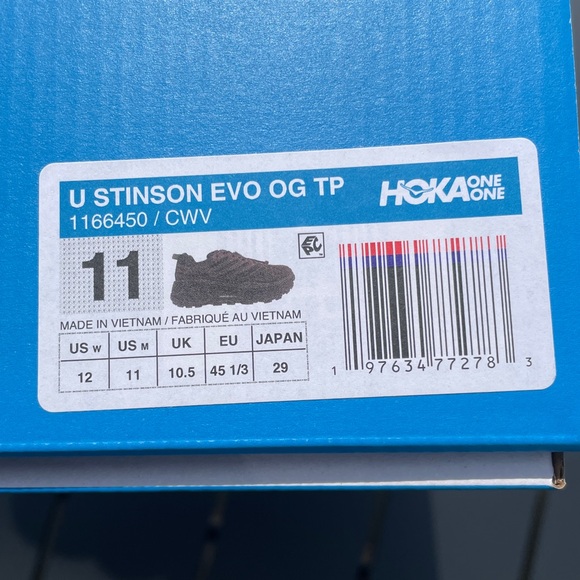 U STINSON EVO OG TP
1166450 / CWV
HOKA ONE ONE
11
MADE IN VIETNAM / FABRIQUÉ AU VIETNAM
US W US M UK EU JAPAN
12 11 10.5 45 1/3 29
1 97634 77278 3